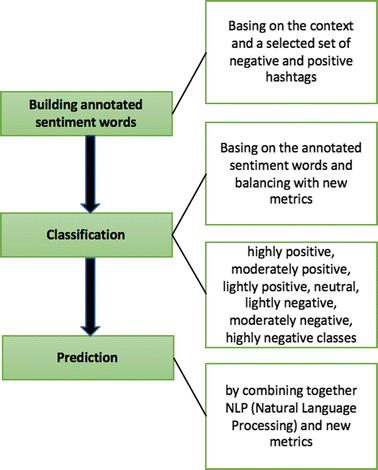 Basing on the context
and a selected set of
negative and positive
hashtags
Building annotated
sentiment words
Basing on the annotated
sentiment words and
balancing with new
metrics
Classification
highly positive,
moderately positive,
lightly positive, neutral,
lightly negative,
moderately negative,
highly negative classes
Prediction
by combining together
NLP (Natural Language
Processing) and new
metrics